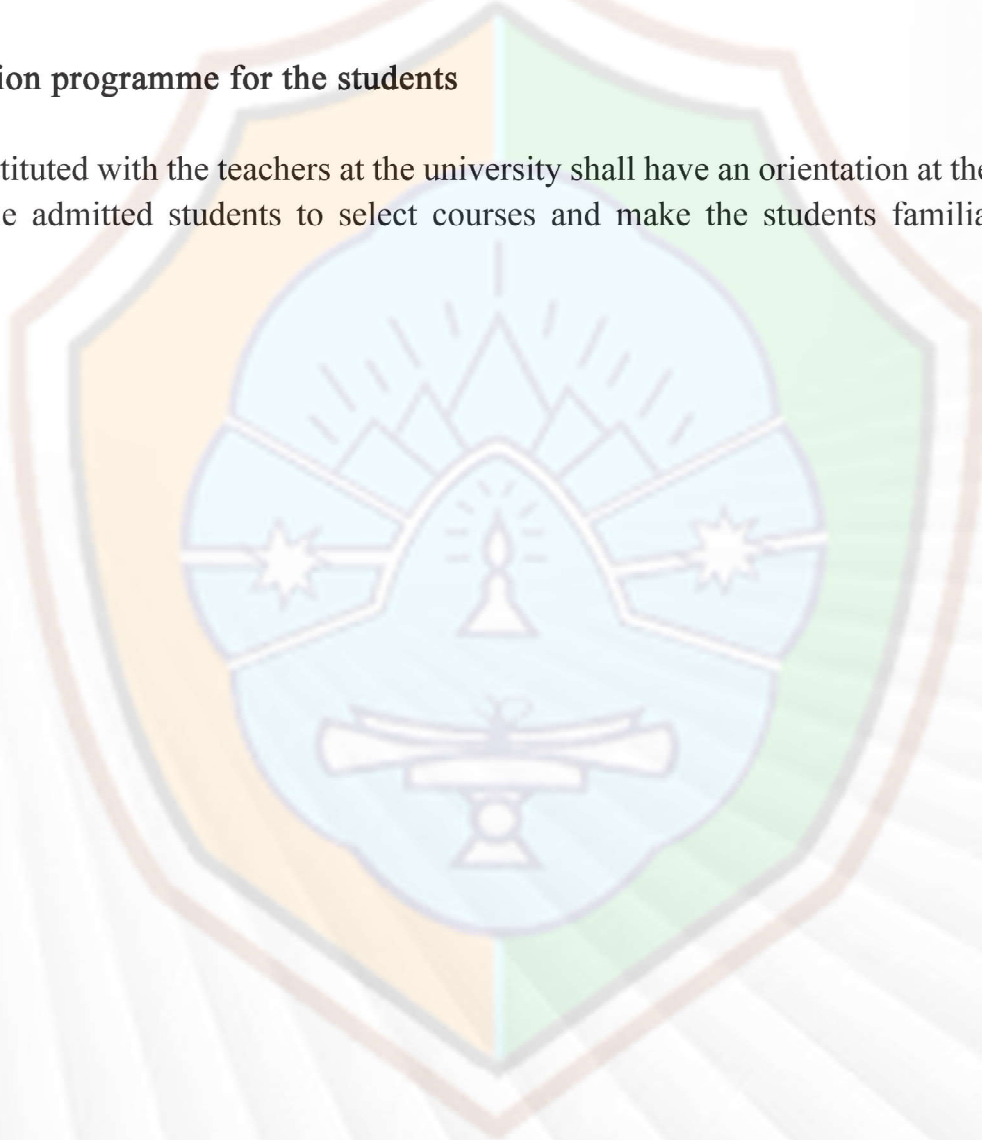 ion programme for the students
tituted with the teachers at the university shall have an orientation at the
e admitted students to select courses and make the students familia